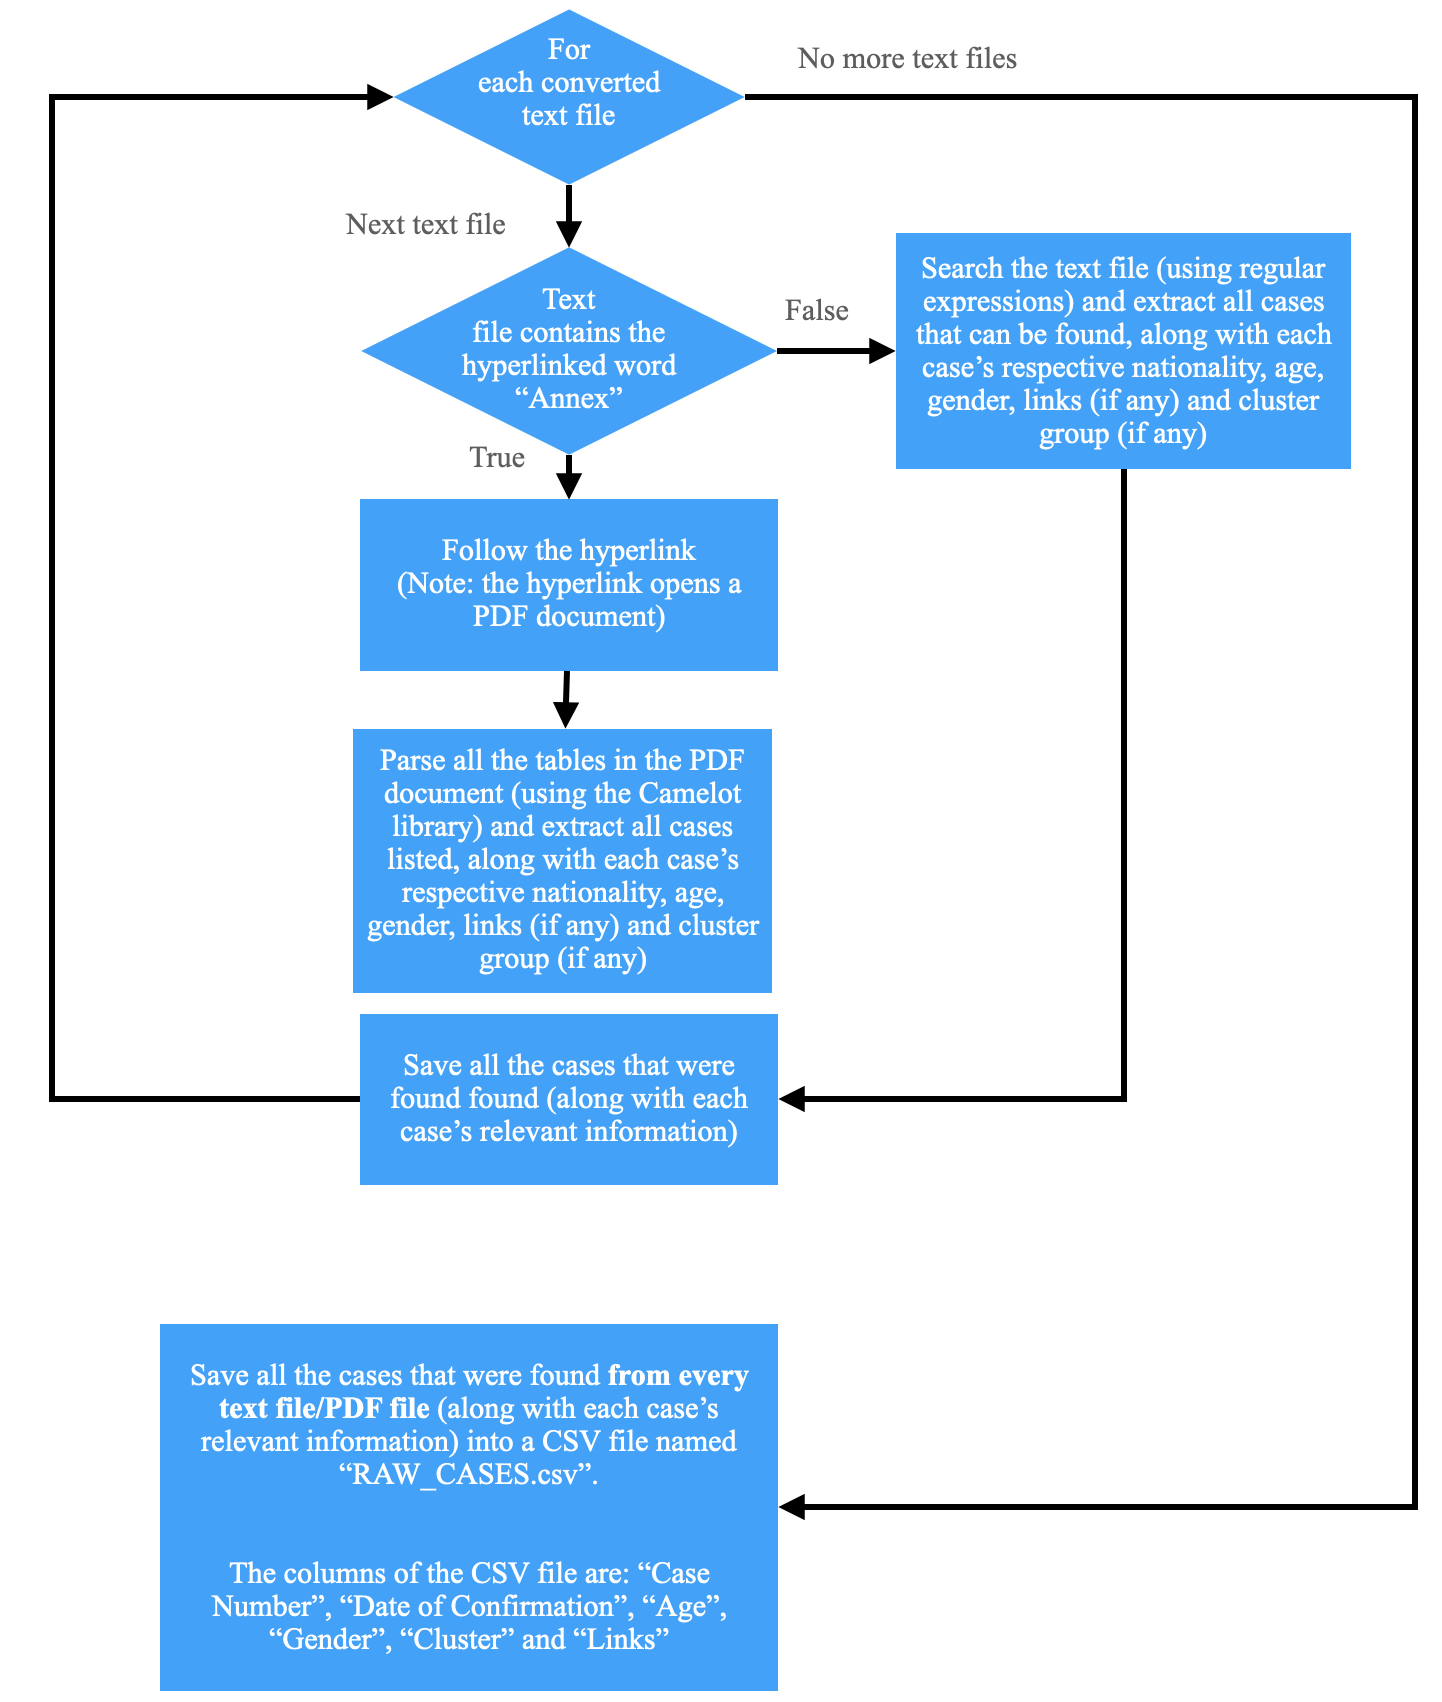 For
each converted
text file
No more text files
Next text file
Text
file contains the
hyperlinked word
“Annex”
False
Search the text file (using regular
expressions) and extract all cases
that can be found, along with each
case’s respective nationality, age,
gender, links (if any) and cluster
group (if any)
True
Follow the hyperlink
(Note: the hyperlink opens a
PDF document)
Parse all the tables in the PDF
document (using the Camelot
library) and extract all cases
listed, along with each case’s
respective nationality, age,
gender, links (if any) and cluster
group (if any)
Save all the cases that were
found found (along with each
case’s relevant information)
Save all the cases that were found from every
text file/PDF file (along with each case’s
relevant information) into a CSV file named
“RAW_CASES.csv”.
The columns of the CSV file are: “Case
Number”, “Date of Confirmation”, “Age”,
“Gender”, “Cluster” and “Links”